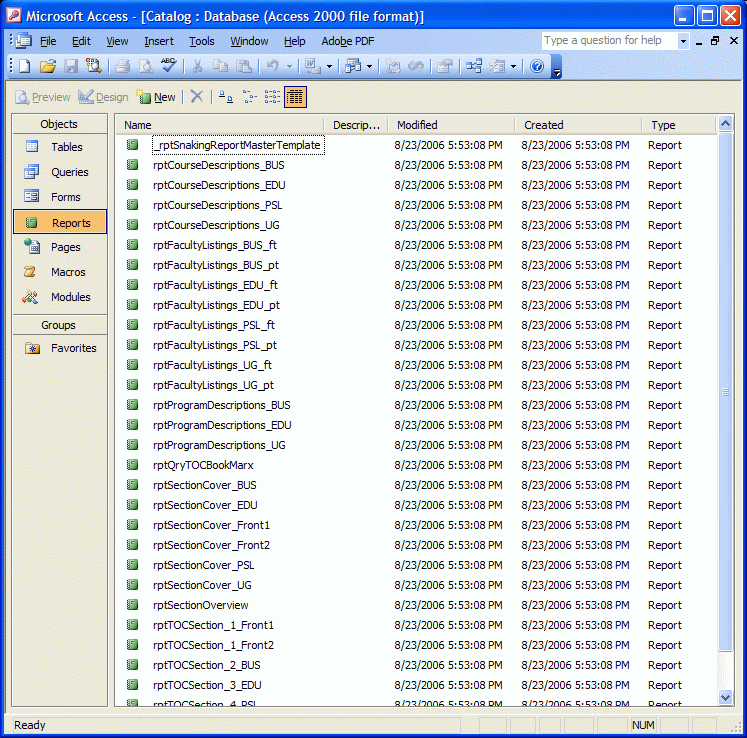 Microsoft Access - [Catalog : Database (Access 2000 file format)]
File Edit View Insert Tools Window Help Adobe PDF Type a question for help
Preview Design New
Objects Name Descrip... Modified Created Type
Tables _rptSnakingReportMasterTemplate 8/23/2006 5:53:08 PM 8/23/2006 5:53:08 PM Report
rptCourseDescriptions_BUS 8/23/2006 5:53:08 PM 8/23/2006 5:53:08 PM Report
Queries rptCourseDescriptions_EDU 8/23/2006 5:53:08 PM 8/23/2006 5:53:08 PM Report
Forms rptCourseDescriptions_PSL 8/23/2006 5:53:08 PM 8/23/2006 5:53:08 PM Report
Reports rptCourseDescriptions_UG 8/23/2006 5:53:08 PM 8/23/2006 5:53:08 PM Report
Pages rptFacultyListings_BUS_ft 8/23/2006 5:53:08 PM 8/23/2006 5:53:08 PM Report
Macros rptFacultyListings_BUS_pt 8/23/2006 5:53:08 PM 8/23/2006 5:53:08 PM Report
rptFacultyListings_EDU_ft 8/23/2006 5:53:08 PM 8/23/2006 5:53:08 PM Report
Modules rptFacultyListings_EDU_pt 8/23/2006 5:53:08 PM 8/23/2006 5:53:08 PM Report
Groups rptFacultyListings_PSL_ft 8/23/2006 5:53:08 PM 8/23/2006 5:53:08 PM Report
Favorites rptFacultyListings_PSL_pt 8/23/2006 5:53:08 PM 8/23/2006 5:53:08 PM Report
rptFacultyListings_UG_ft 8/23/2006 5:53:08 PM 8/23/2006 5:53:08 PM Report
rptFacultyListings_UG_pt 8/23/2006 5:53:08 PM 8/23/2006 5:53:08 PM Report
rptProgramDescriptions_BUS 8/23/2006 5:53:08 PM 8/23/2006 5:53:08 PM Report
rptProgramDescriptions_EDU 8/23/2006 5:53:08 PM 8/23/2006 5:53:08 PM Report
rptProgramDescriptions_UG 8/23/2006 5:53:08 PM 8/23/2006 5:53:08 PM Report
rptQryTOCBookMarx 8/23/2006 5:53:08 PM 8/23/2006 5:53:08 PM Report
rptSectionCover_BUS 8/23/2006 5:53:08 PM 8/23/2006 5:53:08 PM Report
rptSectionCover_EDU 8/23/2006 5:53:08 PM 8/23/2006 5:53:08 PM Report
rptSectionCover_Front1 8/23/2006 5:53:08 PM 8/23/2006 5:53:08 PM Report
rptSectionCover_Front2 8/23/2006 5:53:08 PM 8/23/2006 5:53:08 PM Report
rptSectionCover_PSL 8/23/2006 5:53:08 PM 8/23/2006 5:53:08 PM Report
rptSectionCover_UG 8/23/2006 5:53:08 PM 8/23/2006 5:53:08 PM Report
rptSectionOverview 8/23/2006 5:53:08 PM 8/23/2006 5:53:08 PM Report
rptTOCSection_1_Front1 8/23/2006 5:53:08 PM 8/23/2006 5:53:08 PM Report
rptTOCSection_1_Front2 8/23/2006 5:53:08 PM 8/23/2006 5:53:08 PM Report
rptTOCSection_2_BUS 8/23/2006 5:53:08 PM 8/23/2006 5:53:08 PM Report
rptTOCSection_3_EDU 8/23/2006 5:53:08 PM 8/23/2006 5:53:08 PM Report
rptTOCSection_4_PSL 8/23/2006 5:53:08 PM 8/23/2006 5:53:08 PM Report
Ready NUM